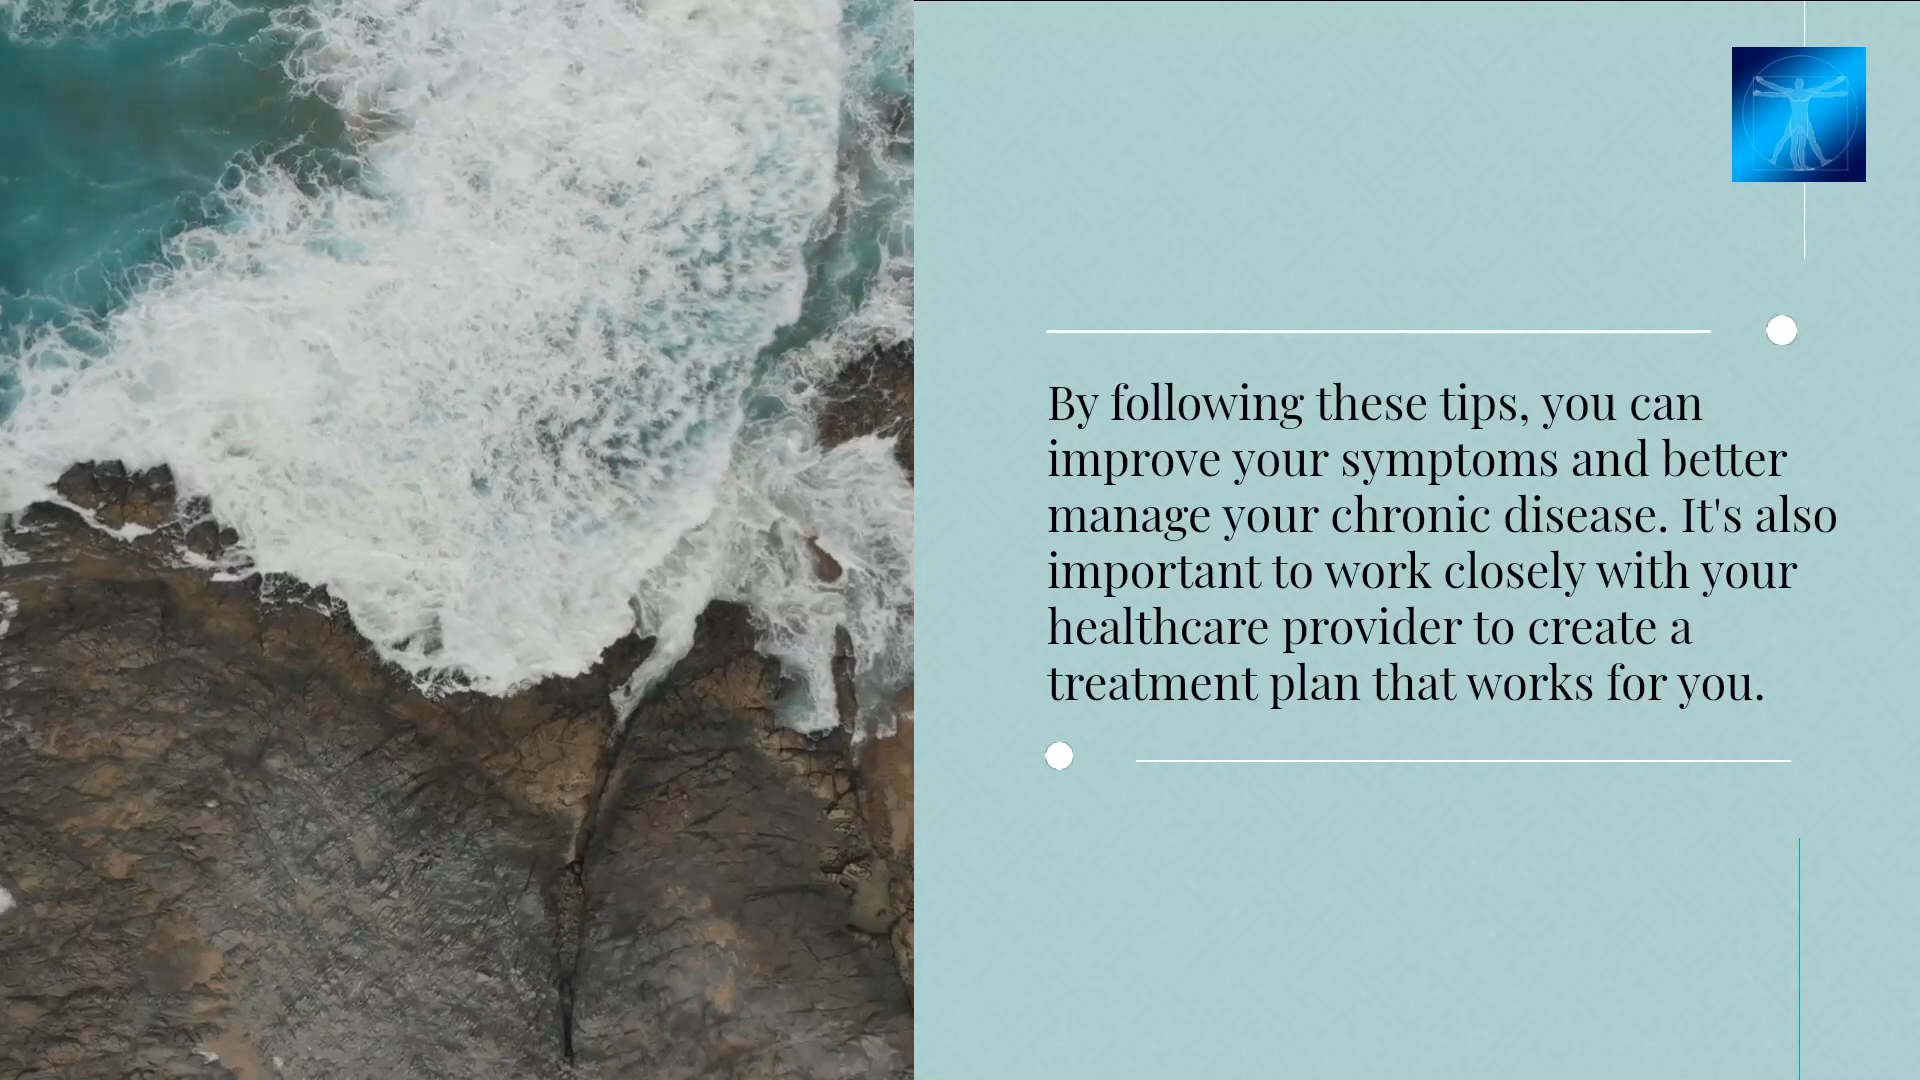 By following these tips, you can
improve your symptoms and better
manage your chronic disease. It's also
important to work closely with your
healthcare provider to create a
treatment plan that works for you.